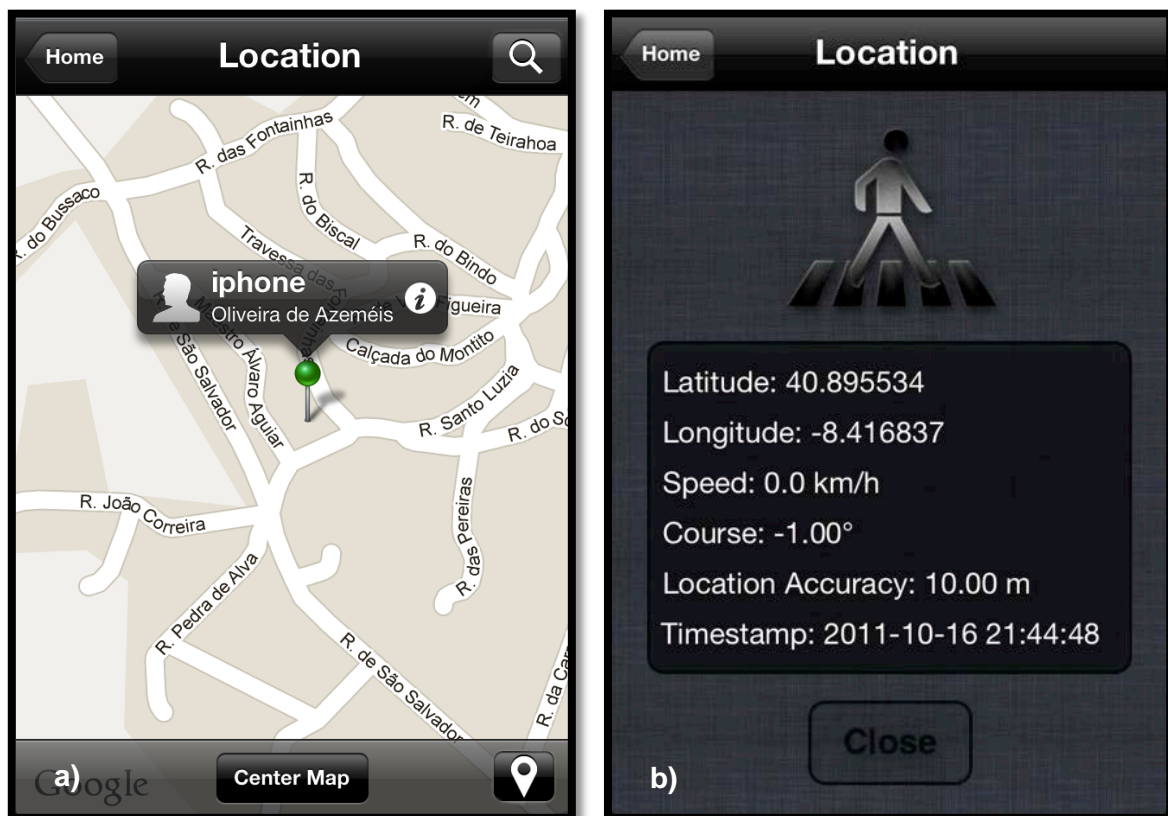 Home
Location
R. das Fontainhas
R. de Teirahoa
R. do Bussaco
R. do Biscal
R. do Bindo
Travessa das
iphone
Oliveira de Azeméis
i
Figueira
Maestro Álvaro Aguiar
São Salvador
Calçada do Montito
R. Santo Luzia
R. do
R. João Correira
R. das Pereiras
R. Pedra de Alva
R. de São Salvador
R. da
Google
a)
Center Map
Home
Location
Latitude: 40.895534
Longitude: -8.416837
Speed: 0.0 km/h
Course: -1.00°
Location Accuracy: 10.00 m
Timestamp: 2011-10-16 21:44:48
Close
b)